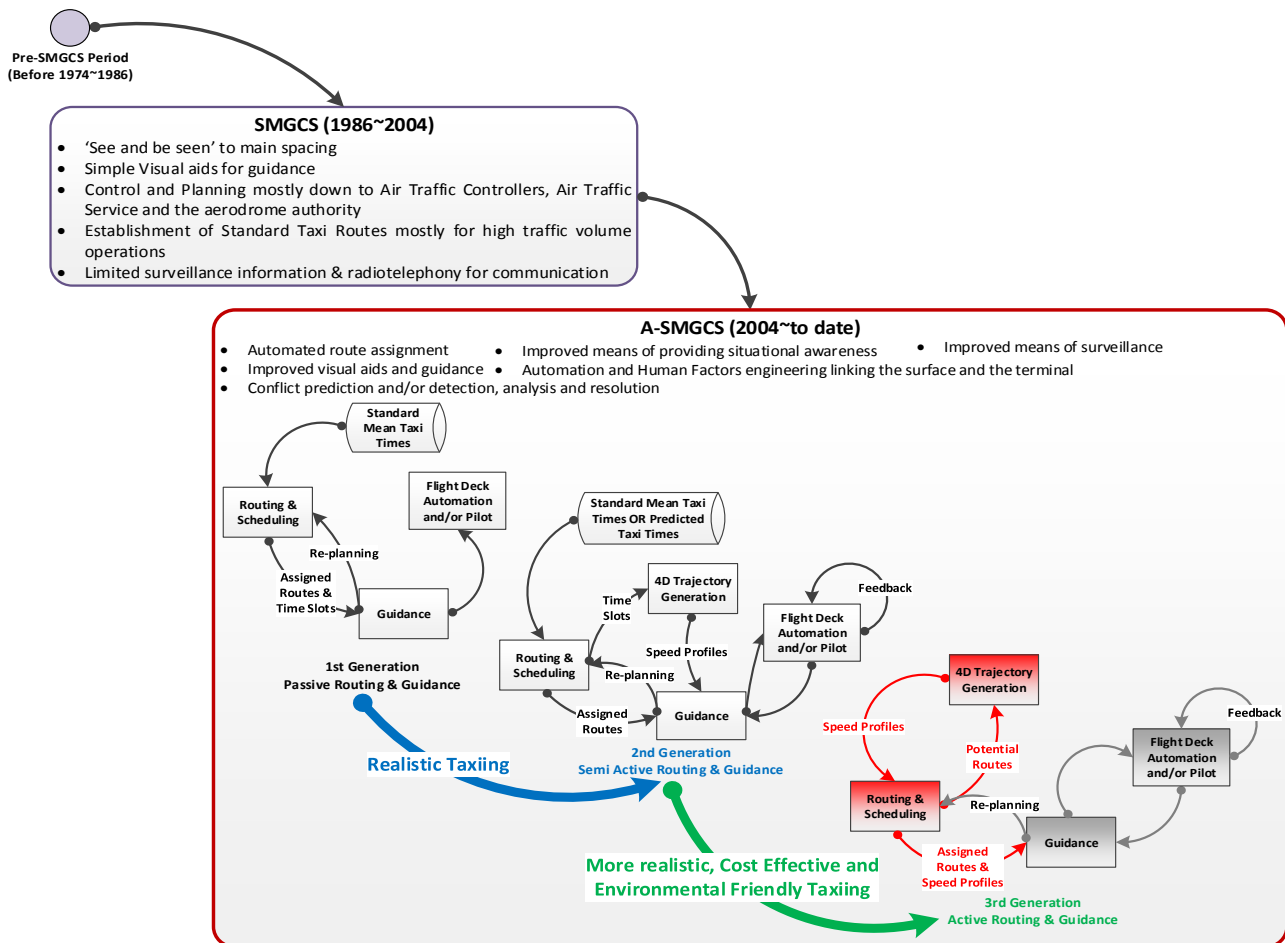 Pre-SMGCS Period
(Before 1974~1986)
SMGCS (1986~2004)
• ‘See and be seen’ to main spacing
• Simple Visual aids for guidance
• Control and Planning mostly down to Air Traffic Controllers, Air Traffic
Service and the aerodrome authority
• Establishment of Standard Taxi Routes mostly for high traffic volume
operations
• Limited surveillance information & radiotelephony for communication
A-SMGCS (2004~to date)
• Automated route assignment
• Improved visual aids and guidance
• Conflict prediction and/or detection, analysis and resolution
• Improved means of providing situational awareness
• Automation and Human Factors engineering linking the surface and the terminal
• Improved means of surveillance
Standard
Mean Taxi
Times
Routing &
Scheduling
Flight Deck
Automation
and/or Pilot
Re-planning
Assigned
Routes &
Time Slots
Guidance
1st Generation
Passive Routing & Guidance
Standard Mean Taxi
Times OR Predicted
Taxi Times
Time
Slots
4D Trajectory
Generation
Feedback
Flight Deck
Automation
and/or Pilot
Speed Profiles
Routing &
Scheduling
Re-planning
Assigned
Routes
Guidance
2nd Generation
Semi Active Routing & Guidance
Realistic Taxiing
4D Trajectory
Generation
Speed Profiles
Potential
Routes
Feedback
Flight Deck
Automation
and/or Pilot
Routing &
Scheduling
Re-planning
Guidance
Assigned
Routes &
Speed Profiles
More realistic, Cost Effective and
Environmental Friendly Taxiing
3rd Generation
Active Routing & Guidance